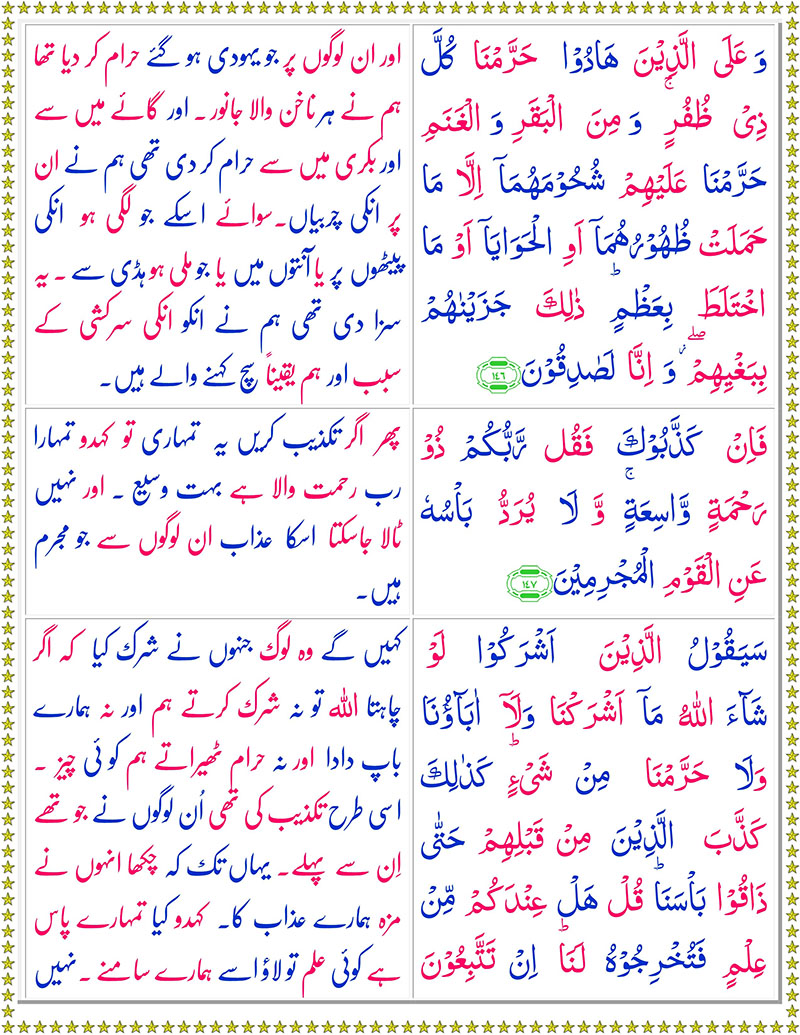 وَ عَلَى الَّذِيْنَ هَادُوْا حَرَّمْنَا كُلَّ
ذِىْ ظُفُرٍ ۚ وَ مِنَ الْبَقَرِ وَ الْغَنَمِ
حَرَّمْنَا عَلَيْهِمْ شُحُوْمَهُمَاۤ اِلَّا مَا
حَمَلَتْ ظُهُوْرُهُمَاۤ اَوِ الْحَوَايَاۤ اَوْ مَا
اخْتَلَطَ بِعَظْمٍ ؕ ذٰلِكَ جَزَيْنٰهُمْ
بِبَغْيِهِمْ ۖؗ وَ اِنَّا لَصٰدِقُوْنَ ١٤٦
اور ان لوگوں پر جو یہودی ہو گئے حرام کر دیا تھا
ہم نے ہر ناخن والا جانور۔ اور گائے میں سے
اور بکری میں سے حرام کر دی تھی ہم نے ان
پر انکی چربیاں۔ سوائے اسکے جو لگی ہو انکی
پیٹھوں پر یا آنتوں میں یا جو ملی ہو ہڈی سے ۔ یہ
سزا دی تھی ہم نے انکو انکی سرکشی کے
سبب اور ہم یقیناً سچ کہنے والے ہیں۔
فَاِنْ كَذَّبُوْكَ فَقُل رَّبُّكُمْ ذُوْ
رَحْمَةٍ وَّاسِعَةٍ ۚ وَّ لَا يُرَدُّ بَاْسُهٗ
عَنِ الْقَوْمِ الْمُجْرِمِيْنَ ١٤٧
پھر اگر تکذیب کریں یہ تمہاری تو کہدو تمہارا
رب رحمت والا ہے بہت وسیع ۔ اور نہیں
ٹالا جاسکتا اسکا عذاب ان لوگوں سے جو مجرم
ہیں۔
سَيَقُوْلُ الَّذِيْنَ اَشْرَكُوْا لَوْ
شَآءَ اللّٰهُ مَاۤ اَشْرَكْنَا وَلَاۤ اٰبَآؤُنَا
وَلَا حَرَّمْنَا مِنْ شَىْءٍ ؕ كَذٰلِكَ
كَذَّبَ الَّذِيْنَ مِنْ قَبْلِهِمْ حَتّٰى
ذَاقُوْا بَاْسَنَا ؕ قُلْ هَلْ عِنْدَكُمْ مِّنْ
عِلْمٍ فَتُخْرِجُوْهُ لَنَا ؕ اِنْ تَتَّبِعُوْنَ
کہیں گے وہ لوگ جنہوں نے شرک کیا کہ اگر
چاہتا اللہ تو نہ شرک کرتے ہم اور نہ ہمارے
باپ دادا اور نہ حرام ٹھیراتے ہم کوئی چیز ۔
اسی طرح تکذیب کی تھی اُن لوگوں نے جو تھے
اِن سے پہلے۔ یہاں تک کہ چکھا انہوں نے
مزہ ہمارے عذاب کا۔ کہدو کیا تمہارے پاس
ہے کوئی علم تو لاؤ اسے ہمارے سامنے ۔ نہیں